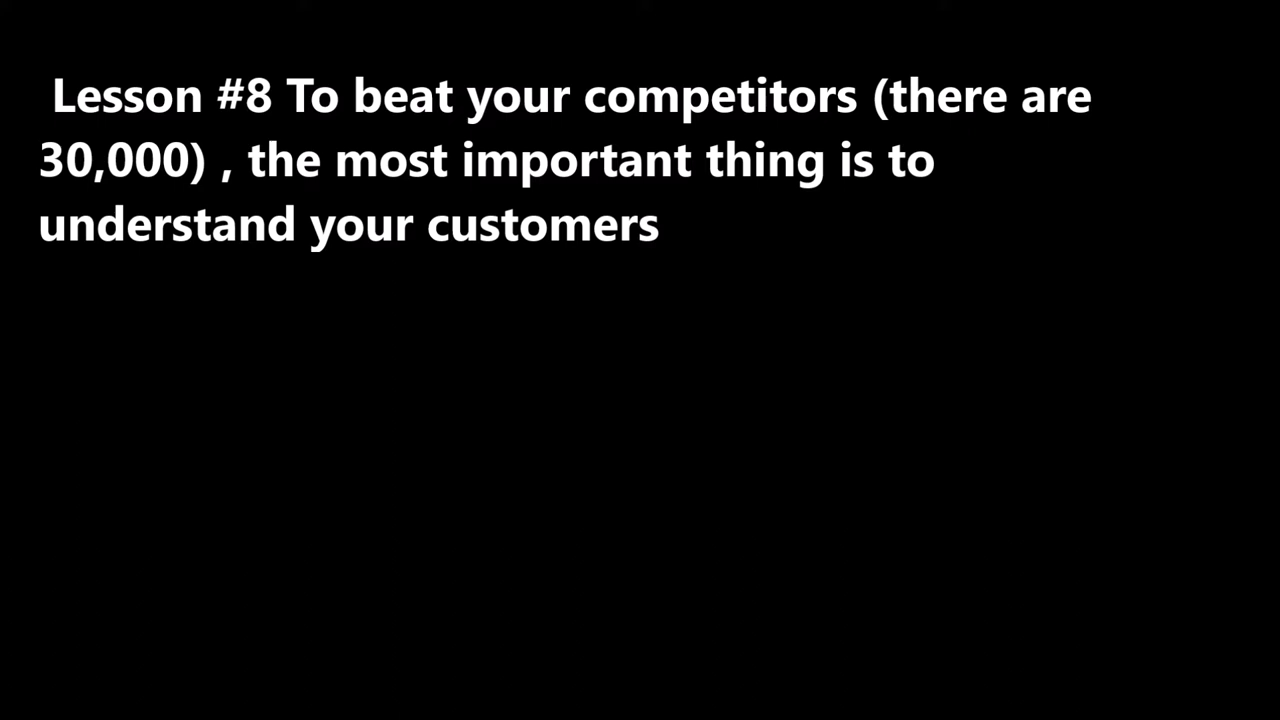 Lesson #8 To beat your competitors (there are
30,000) , the most important thing is to
understand your customers